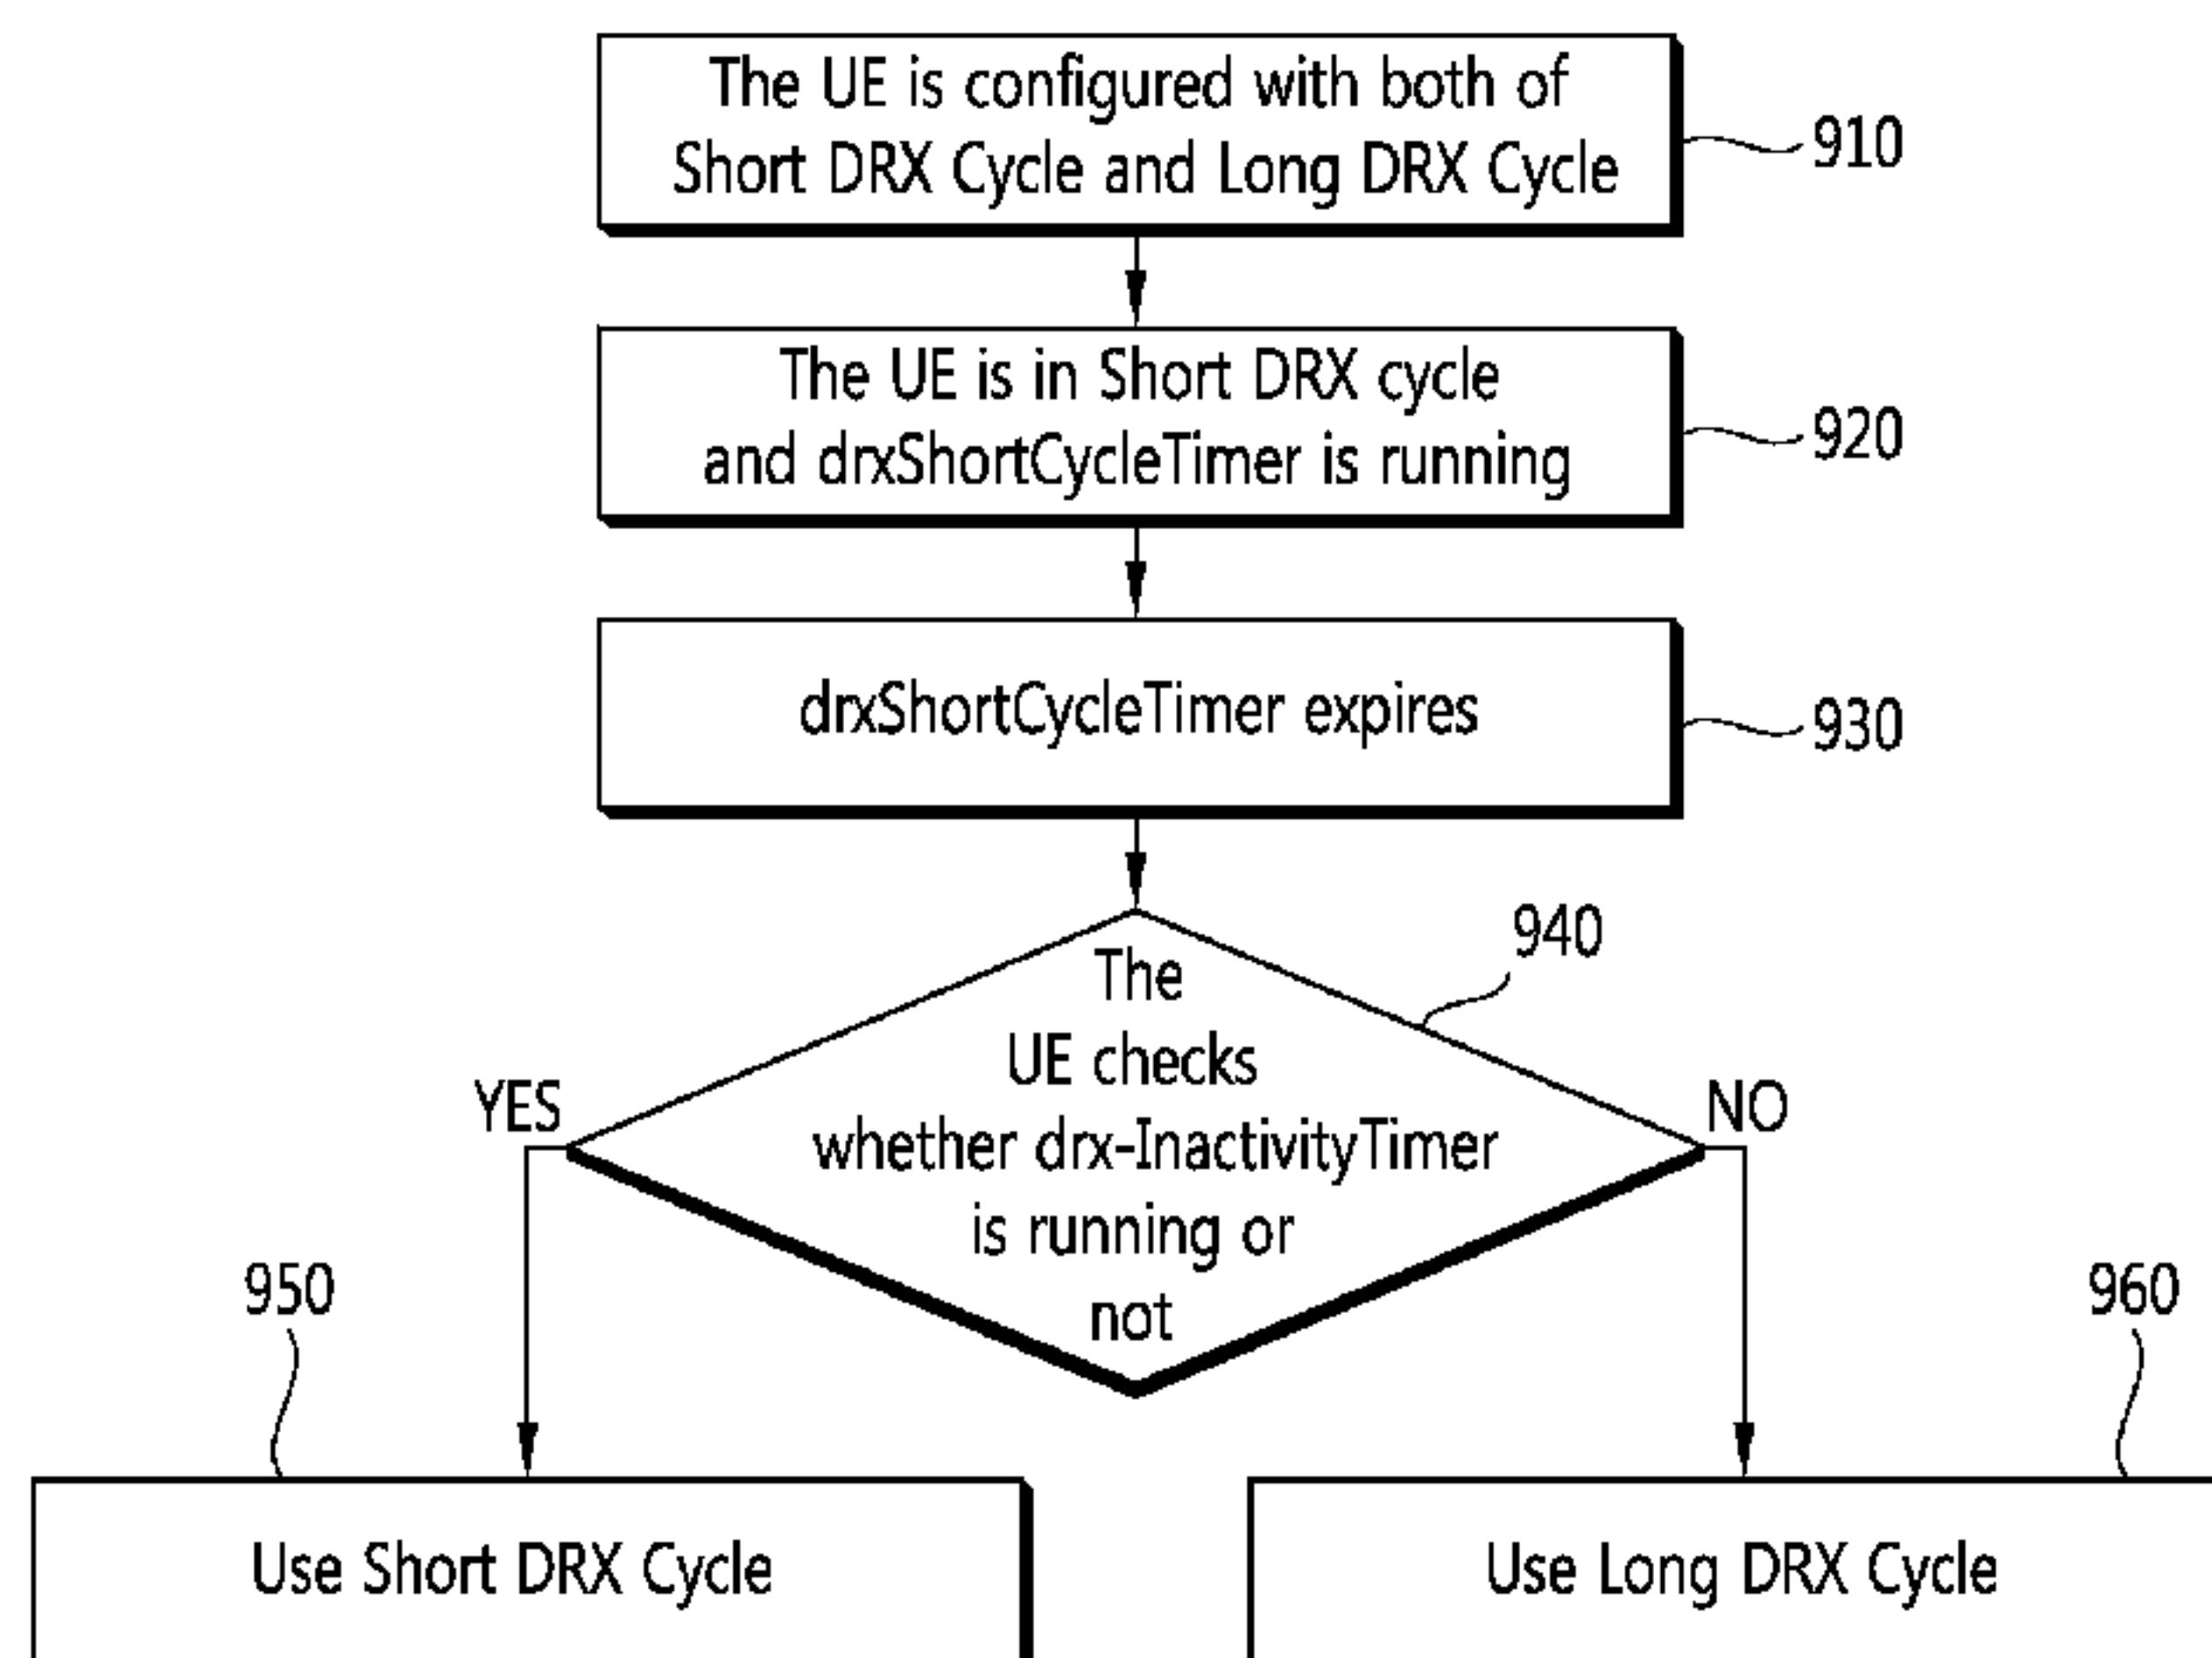 The UE is configured with both of
Short DRX Cycle and Long DRX Cycle
910
The UE is in Short DRX cycle
and drxShortCycleTimer is running
920
drxShortCycleTimer expires
930
940
The
UE checks
whether drx-InactivityTimer
is running or
not
YES
NO
950
960
Use Short DRX Cycle
Use Long DRX Cycle